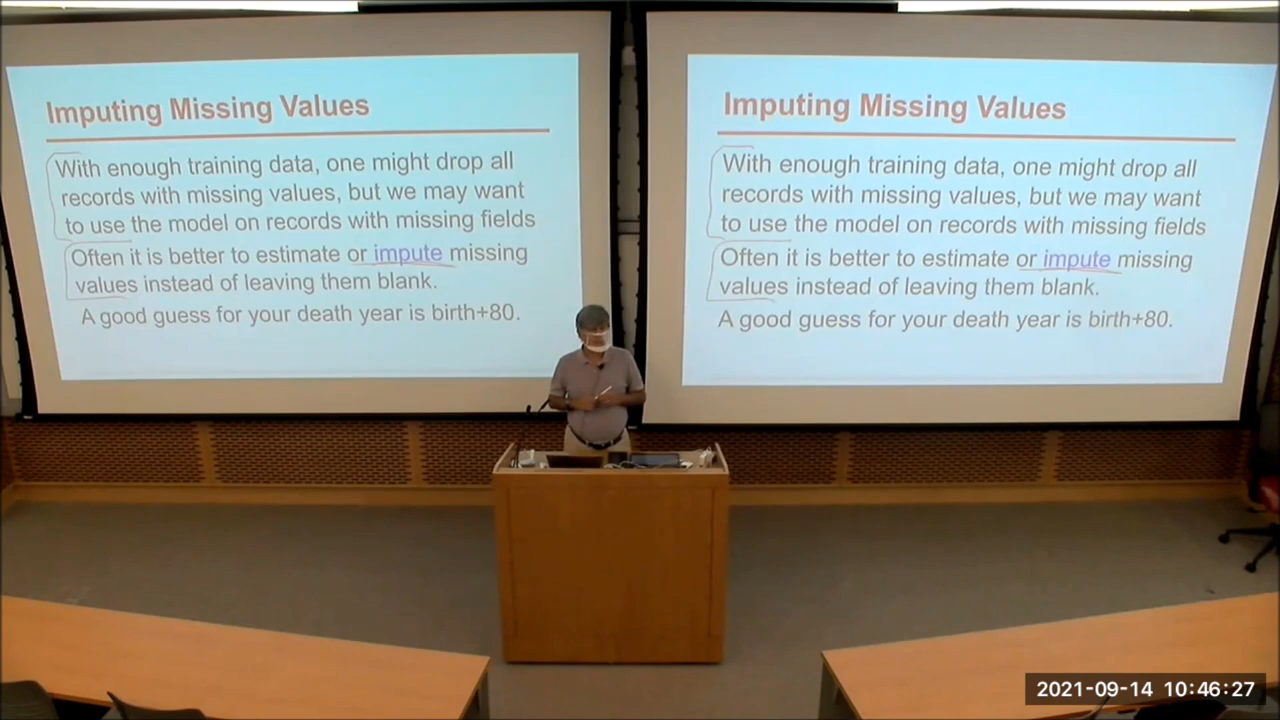 Imputing Missing Values
With enough training data, one might drop all
records with missing values, but we may want
to use the model on records with missing fields
Often it is better to estimate or impute missing
values instead of leaving them blank.
A good guess for your death year is birth+80.
Imputing Missing Values
With enough training data, one might drop all
records with missing values, but we may want
to use the model on records with missing fields
Often it is better to estimate or impute missing
values instead of leaving them blank.
A good guess for your death year is birth+80.
2021-09-14 10:46:27